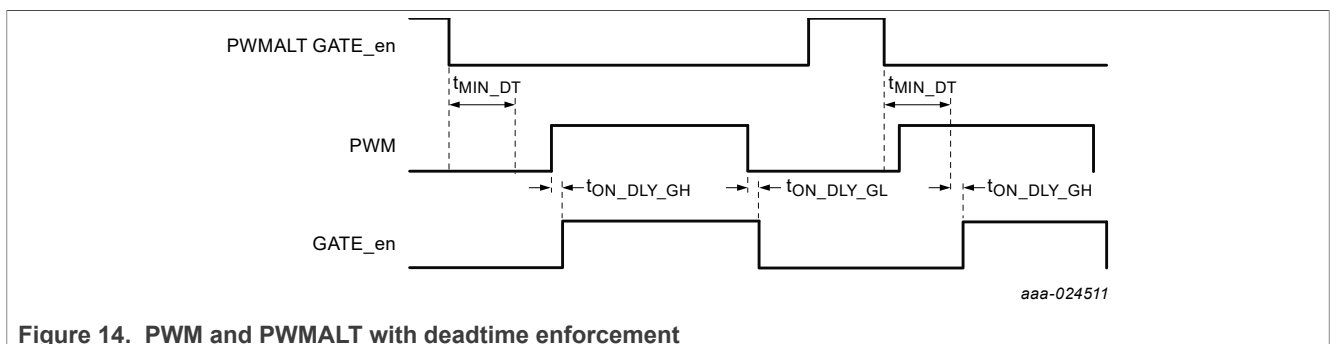 PWMALT GATE_en
tMIN_DT tMIN_DT
PWM
tON_DLY_GH tON_DLY_GL tON_DLY_GH
GATE_en
aaa-024511
Figure 14. PWM and PWMALT with deadtime enforcement